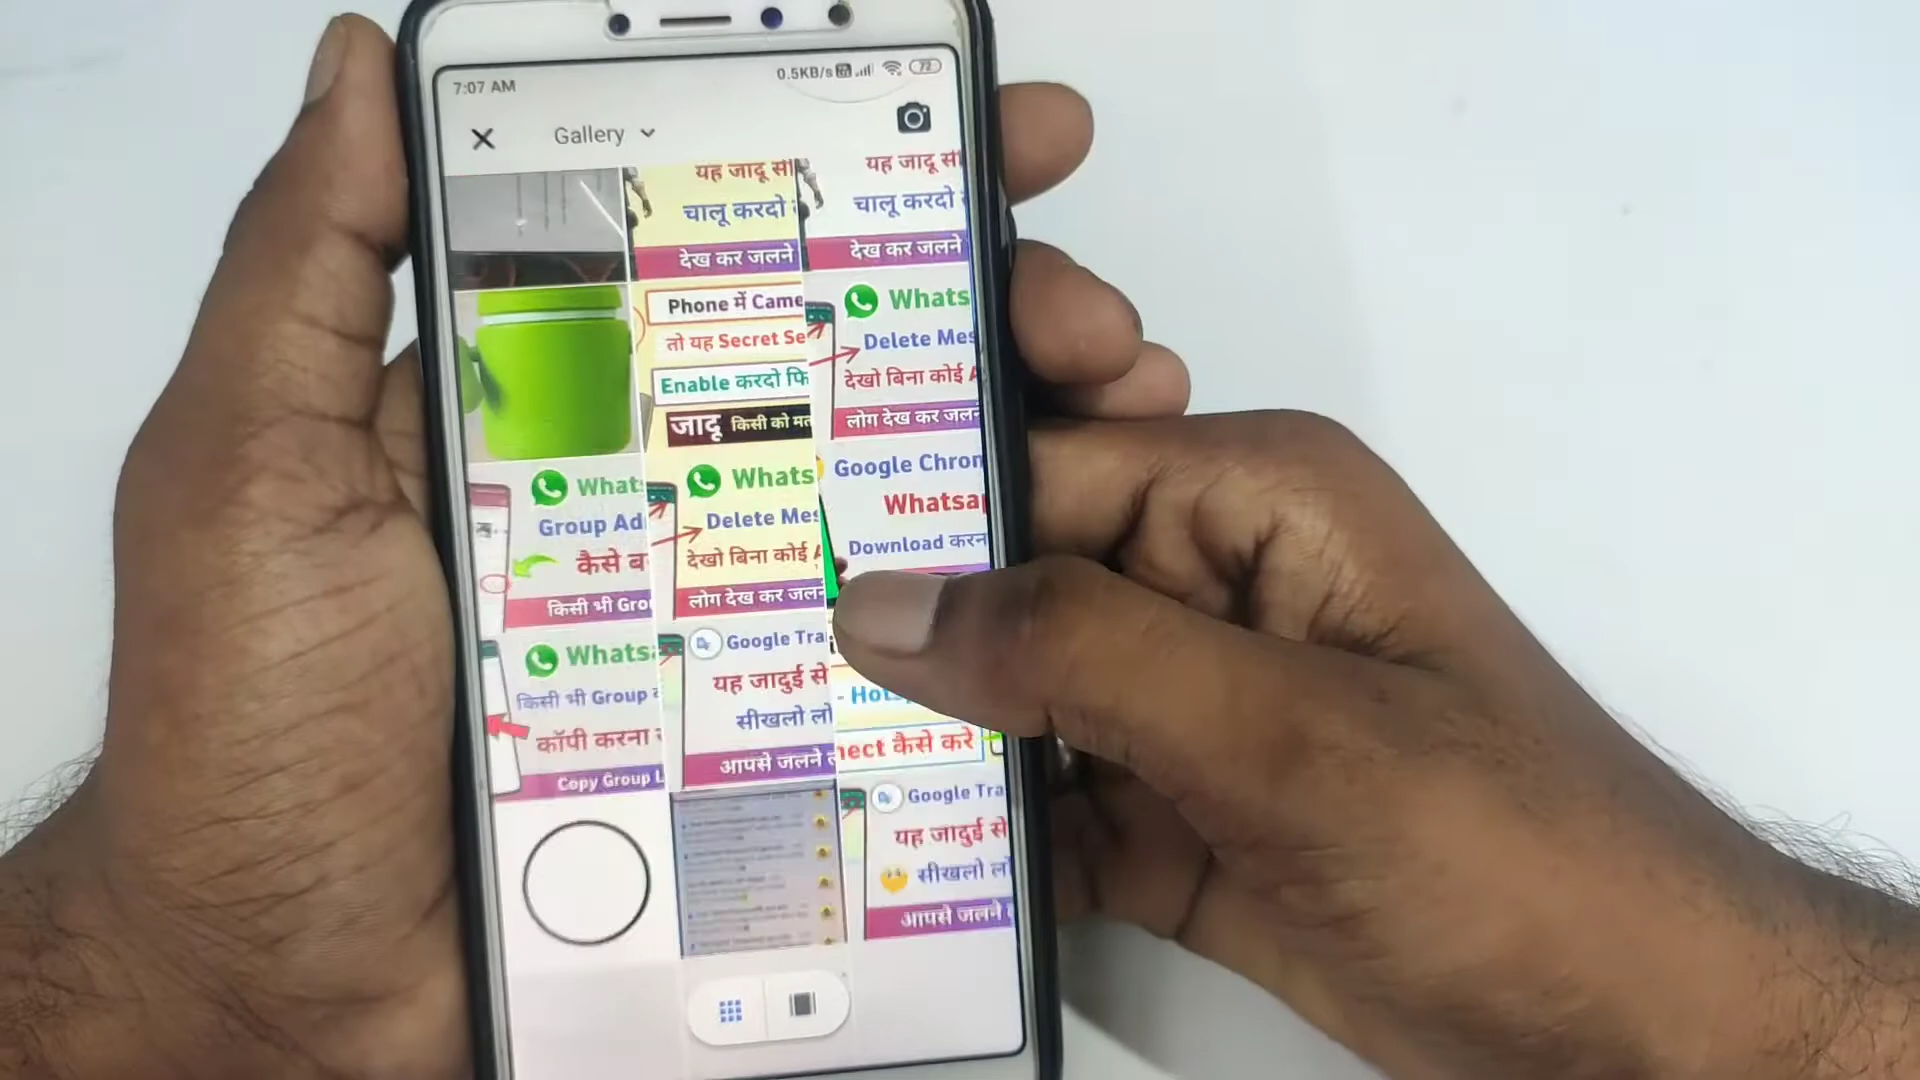 7:07 AM
0.5KB/s
72
Gallery
यह जादू सी
चालू करदो
देख कर जलने
यह जादू सी
चालू करदो
देख कर जलने
Phone में Came
तो यह Secret Se
Enable करदो फि
जादू किसी को मत
Whats
Delete Mes
देखो बिना कोई
लोग देख कर जलन
Whats
Group Ad
कैसे ब
किसी भी Gro
Whats
Delete Mes
देखो बिना कोई
लोग देख कर जलन
Google Chron
Whatsa
Download करन
Whats
किसी भी Group
कॉपी करना
Copy Group L
Google Tra
यह जादुई से
सीखलो लो
आपसे जलने
- Hot
nect कैसे करे
Google Tra
यह जादुई से
सीखलो लो
आपसे जलने